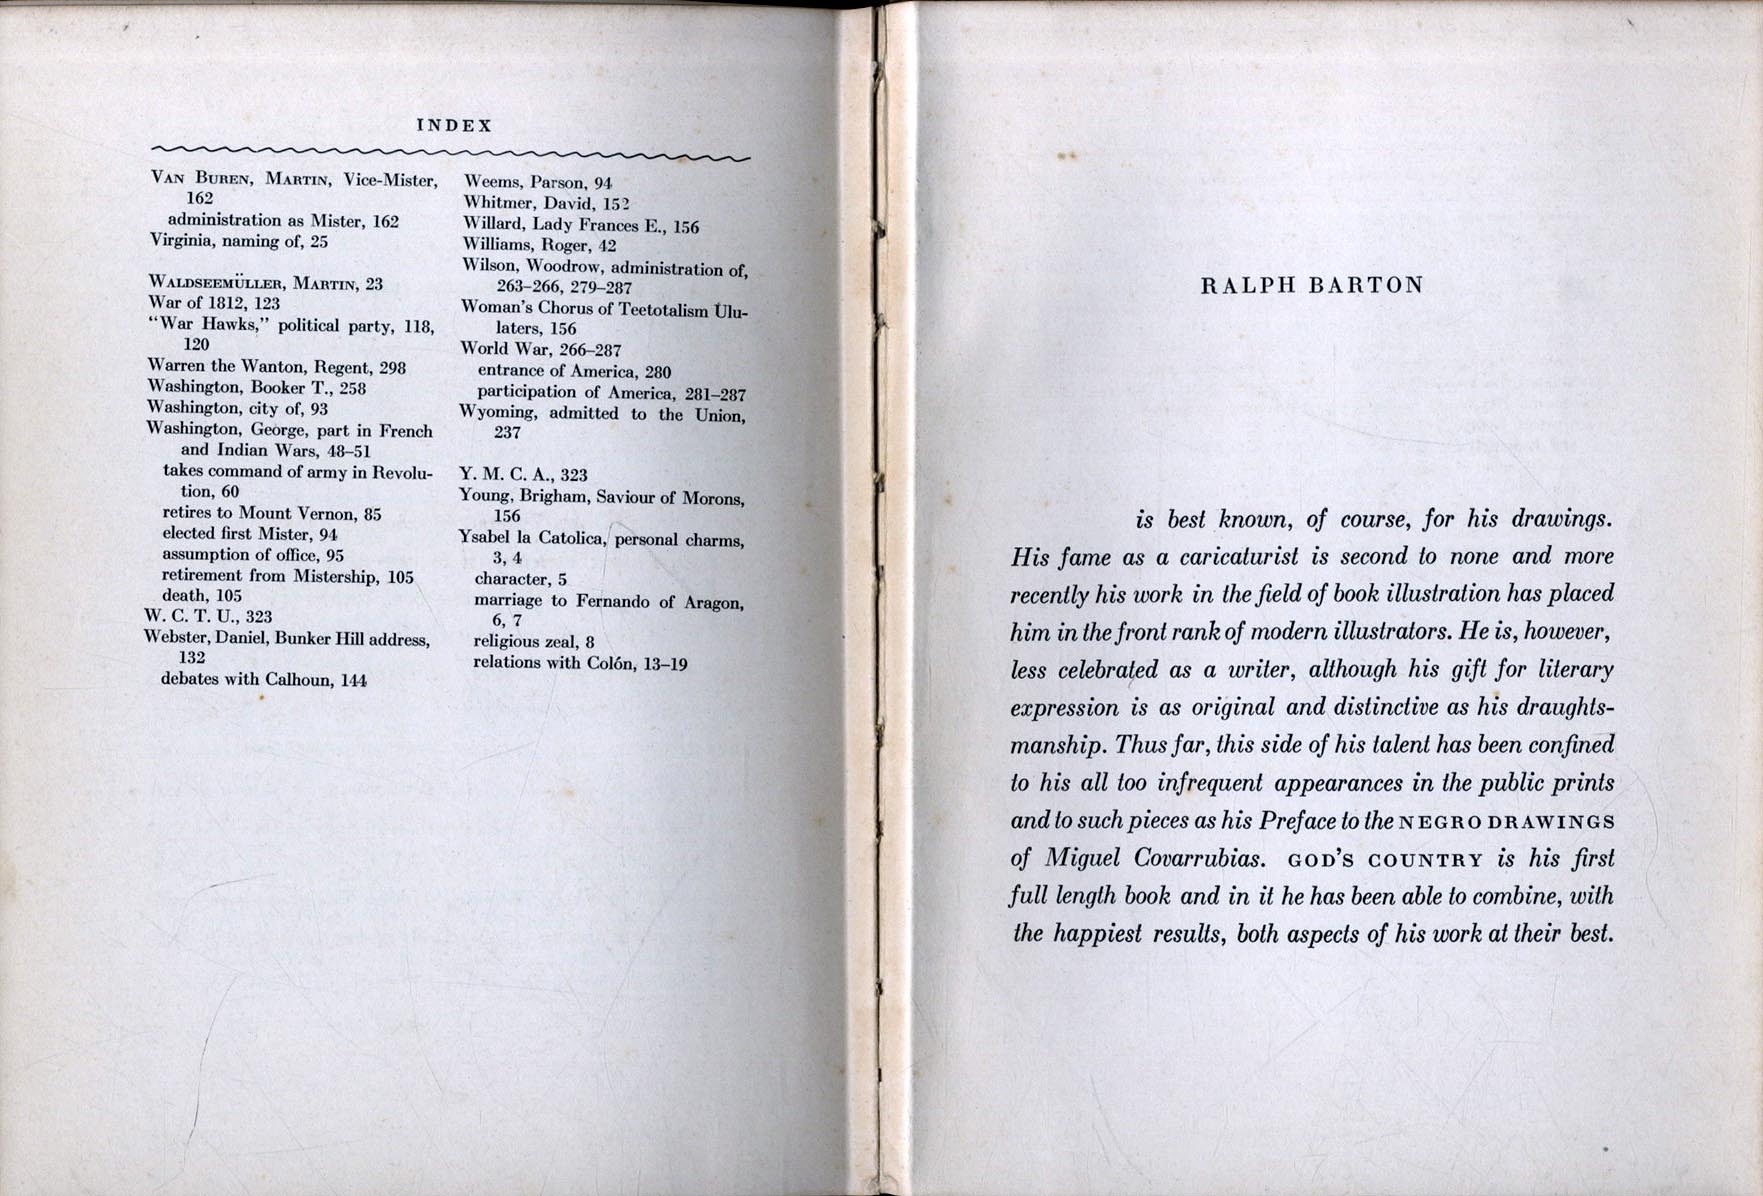 INDEX
VAN BUREN, MARTIN, Vice-Mister,
162
administration as Mister, 162
Virginia, naming of, 25
WALDSEEMÜLLER, MARTIN, 23
War of 1812, 123
“War Hawks,” political party, 118,
120
Warren the Wanton, Regent, 298
Washington, Booker T., 258
Washington, city of, 93
Washington, George, part in French
and Indian Wars, 48–51
takes command of army in Revolu-
tion, 60
retires to Mount Vernon, 85
elected first Mister, 94
assumption of office, 95
retirement from Mistership, 105
death, 105
W. C. T. U., 323
Webster, Daniel, Bunker Hill address,
132
debates with Calhoun, 144
Weems, Parson, 94
Whitmer, David, 152
Willard, Lady Frances E., 156
Williams, Roger, 42
Wilson, Woodrow, administration of,
263–266, 279–287
Woman's Chorus of Teetotalism Ulu-
laters, 156
World War, 266–287
entrance of America, 280
participation of America, 281–287
Wyoming, admitted to the Union,
237
Y. M. C. A., 323
Young, Brigham, Saviour of Morons,
156
Ysabel la Catolica, personal charms,
3, 4
character, 5
marriage to Fernando of Aragon,
6, 7
religious zeal, 8
relations with Colón, 13–19
RALPH BARTON
is best known, of course, for his drawings.
His fame as a caricaturist is second to none and more
recently his work in the field of book illustration has placed
him in the front rank of modern illustrators. He is, however,
less celebrated as a writer, although his gift for literary
expression is as original and distinctive as his draughts-
manship. Thus far, this side of his talent has been confined
to his all too infrequent appearances in the public prints
and to such pieces as his Preface to the NEGRO DRAWINGS
of Miguel Covarrubias. GOD'S COUNTRY is his first
full length book and in it he has been able to combine, with
the happiest results, both aspects of his work at their best.